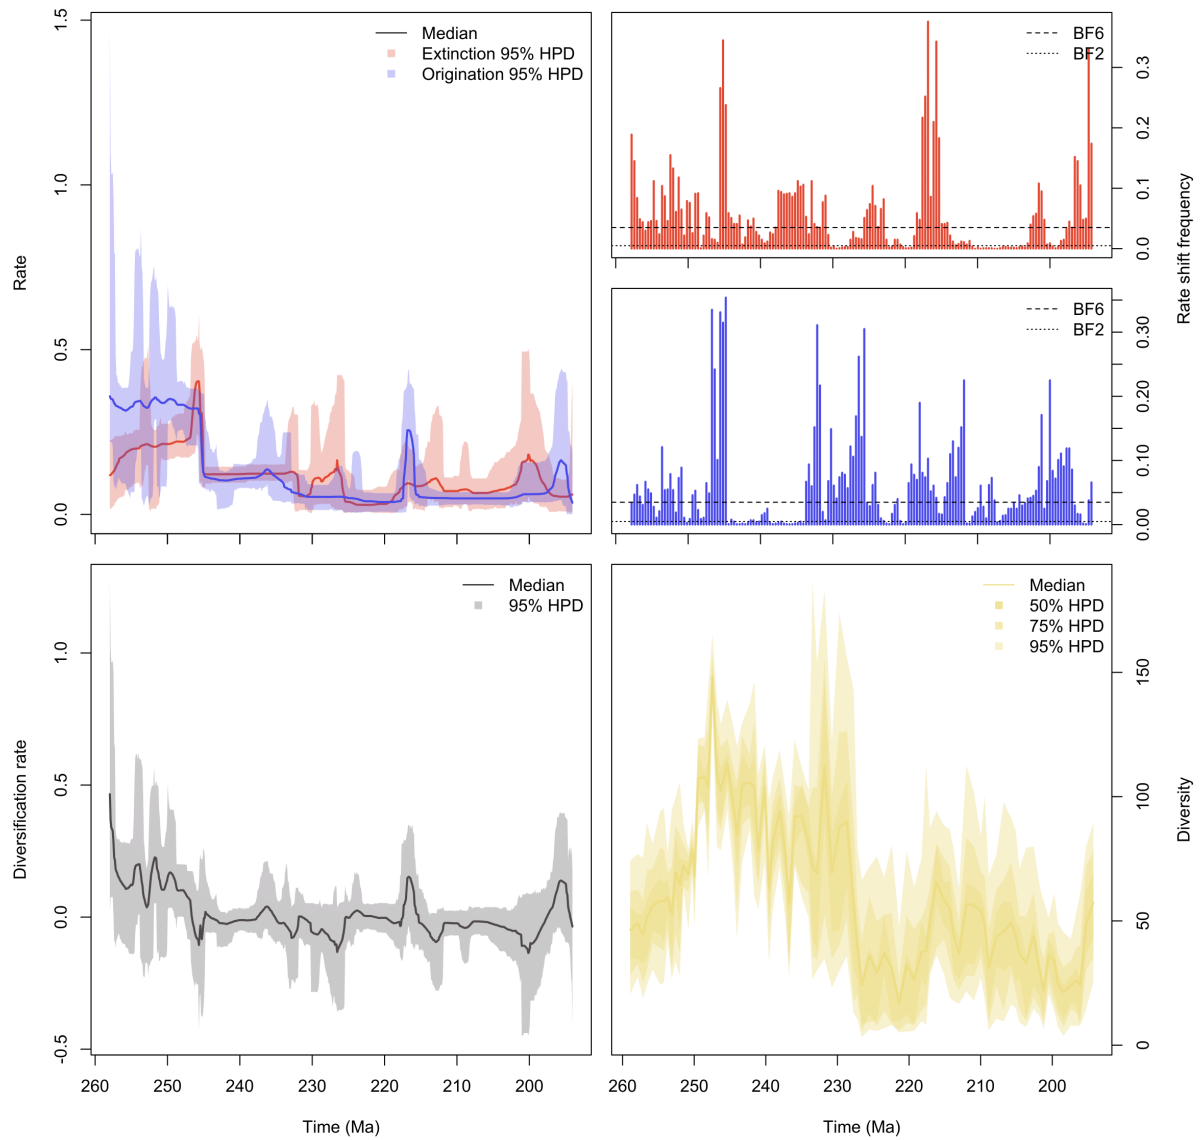 Rate
0.0
0.5
1.0
1.5
Median
Extinction 95% HPD
Origination 95% HPD
BF6
BF2
0.0
0.1
0.2
0.3
Rate shift frequency
BF6
BF2
0.00
0.10
0.20
0.30
Diversification rate
-0.5
0.0
0.5
1.0
Median
95% HPD
260 250 240 230 220 210 200
Time (Ma)
Median
50% HPD
75% HPD
95% HPD
0
50
100
150
Diversity
260 250 240 230 220 210 200
Time (Ma)